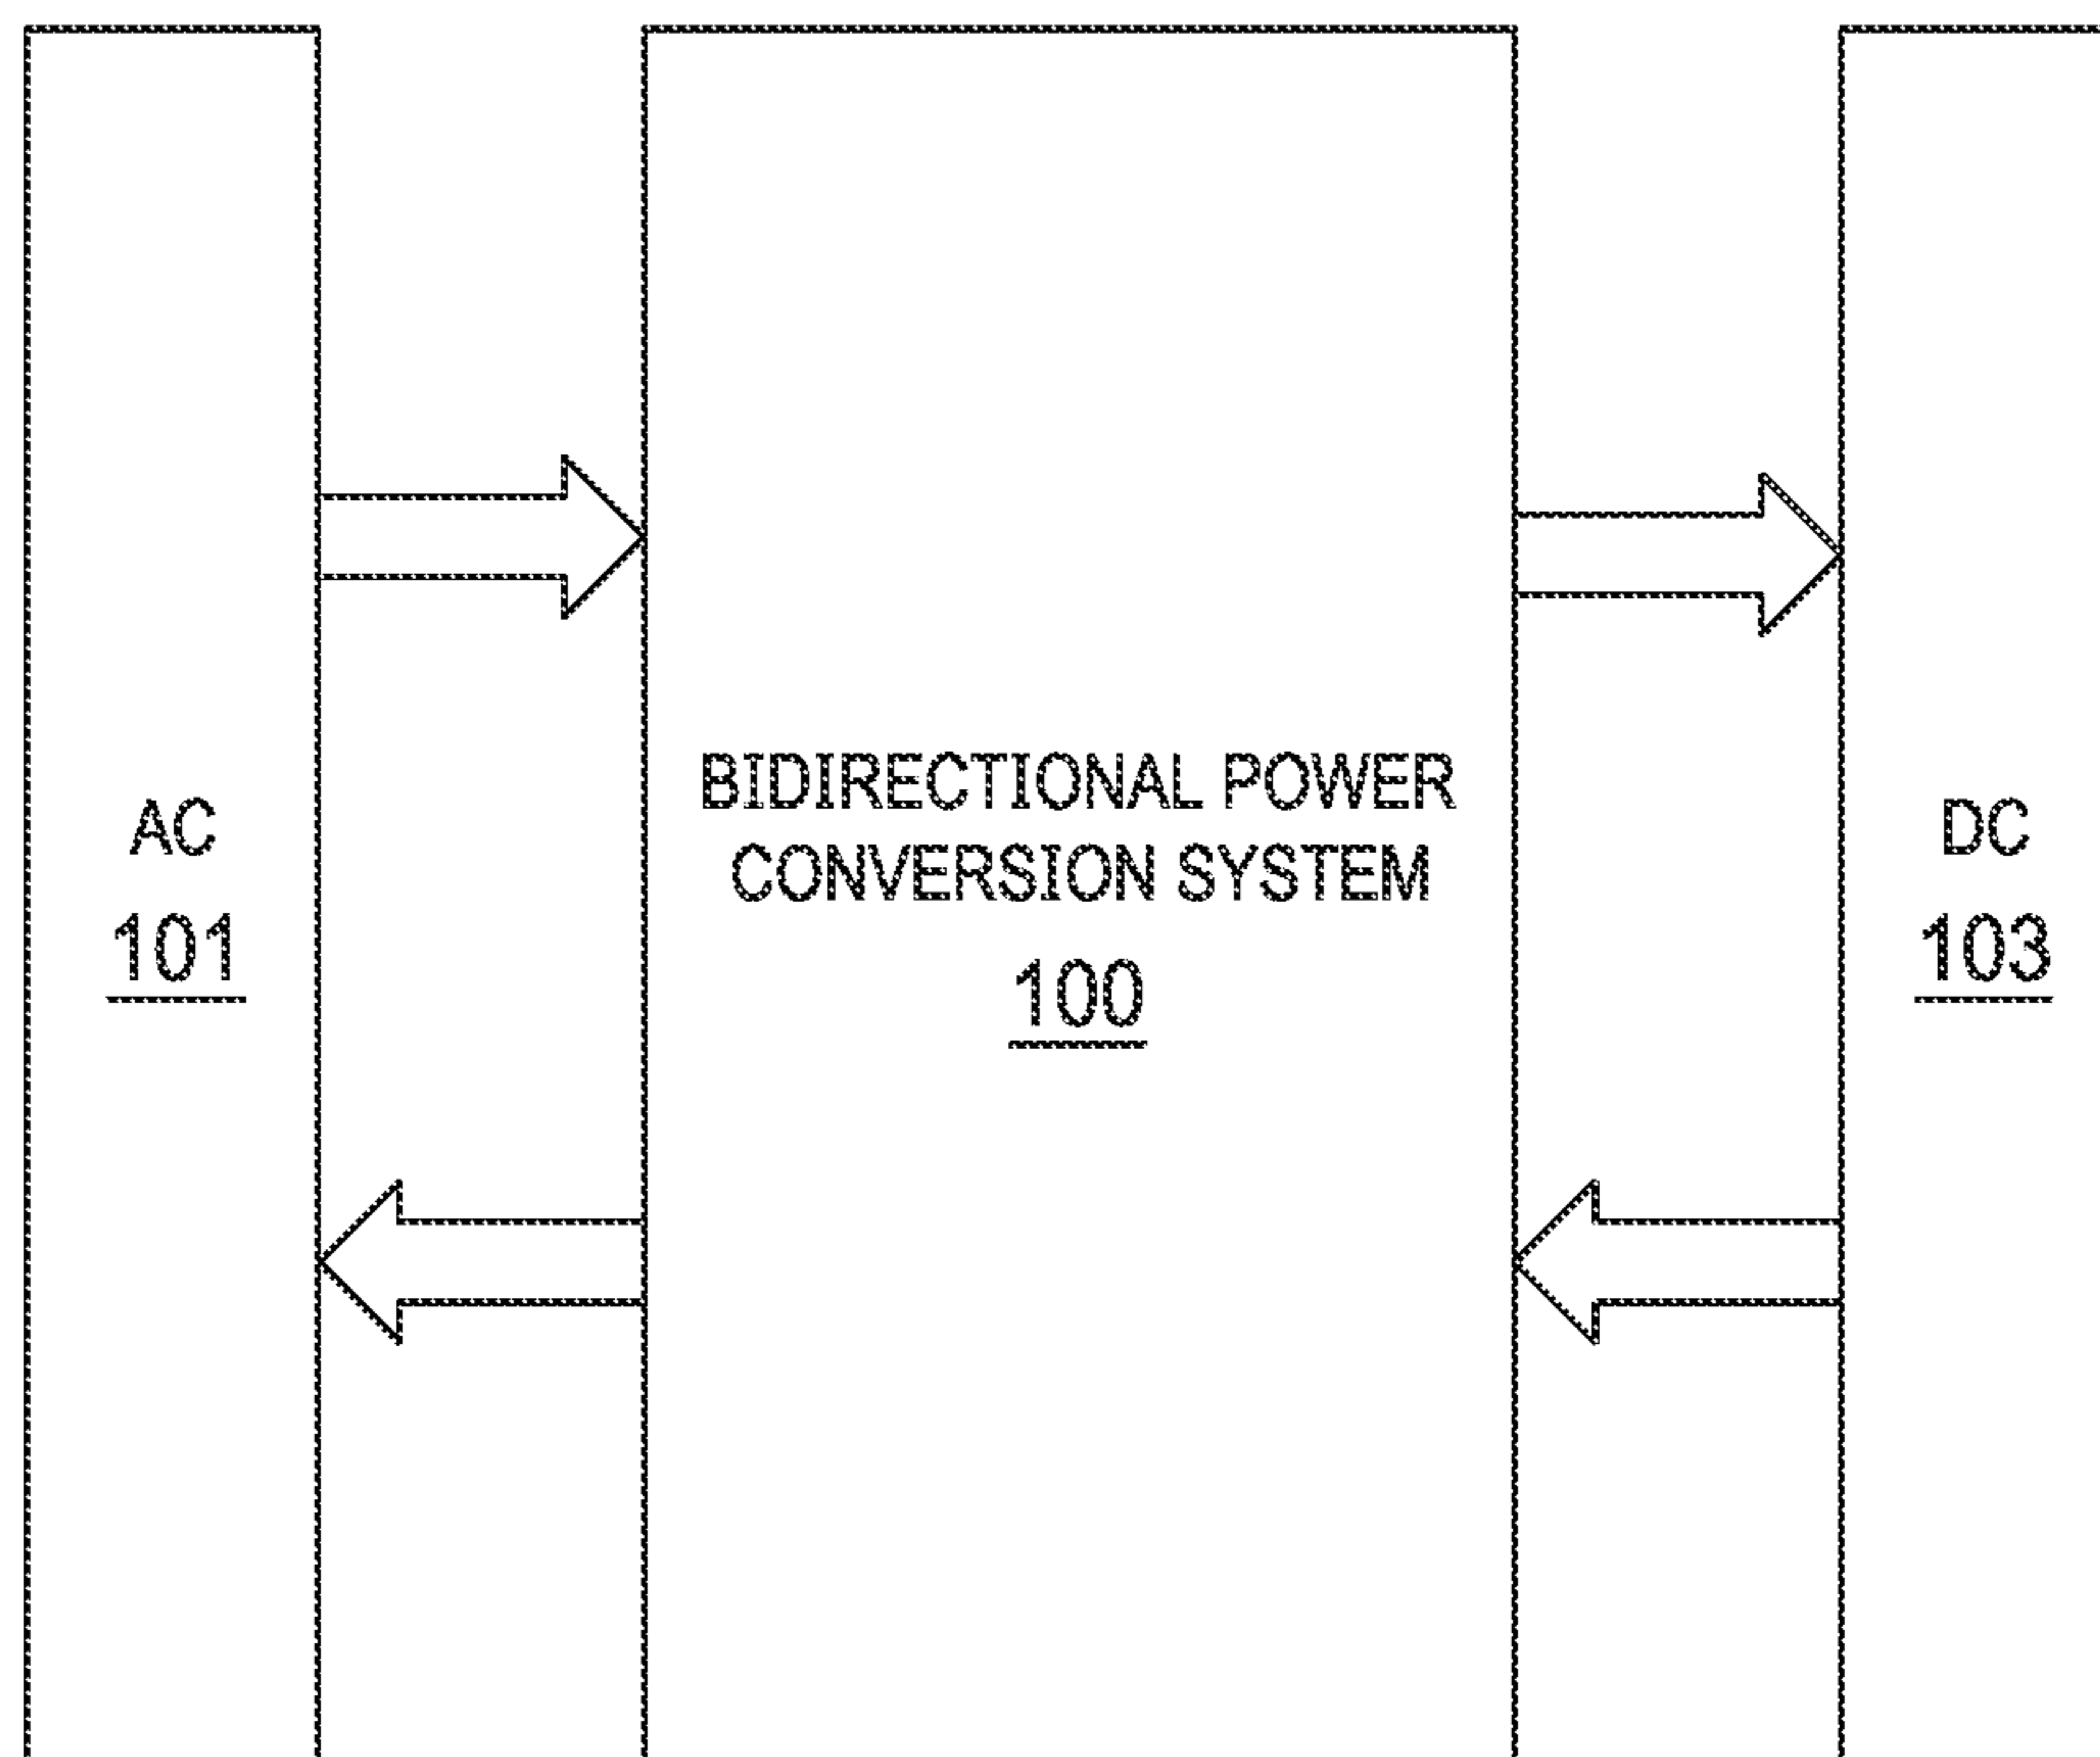 AC
101
BIDIRECTIONAL POWER
CONVERSION SYSTEM
100
DC
103